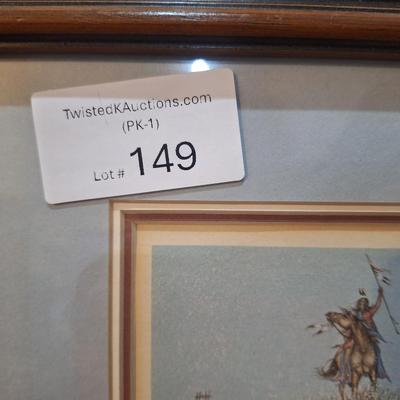 TwistedKAuctions.com
(PK-1)
Lot # 149